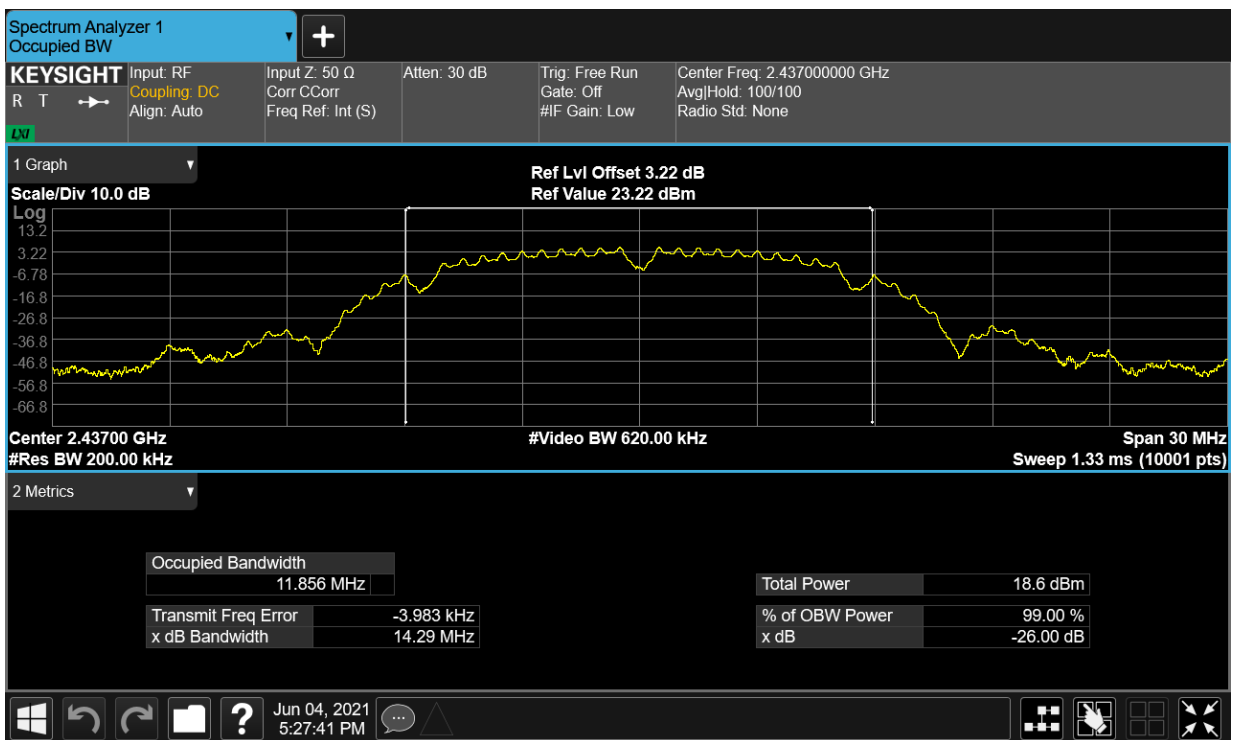 Spectrum Analyzer 1
Occupied BW
▼
+
KEYSIGHT
R T
LXI
Input: RF
Coupling: DC
Align: Auto
Input Z: 50 Ω
Corr CCorr
Freq Ref: Int (S)
Atten: 30 dB
Trig: Free Run
Gate: Off
#IF Gain: Low
Center Freq: 2.437000000 GHz
Avg|Hold: 100/100
Radio Std: None
1 Graph ▼
Scale/Div 10.0 dB
Ref Lvl Offset 3.22 dB
Ref Value 23.22 dBm
Log
13.2
3.22
-6.78
-16.8
-26.8
-36.8
-46.8
-56.8
-66.8
Center 2.43700 GHz
#Res BW 200.00 kHz
#Video BW 620.00 kHz
Span 30 MHz
Sweep 1.33 ms (10001 pts)
2 Metrics ▼
Occupied Bandwidth
11.856 MHz
Transmit Freq Error -3.983 kHz
x dB Bandwidth 14.29 MHz
Total Power 18.6 dBm
% of OBW Power 99.00 %
x dB -26.00 dB
?
Jun 04, 2021
5:27:41 PM